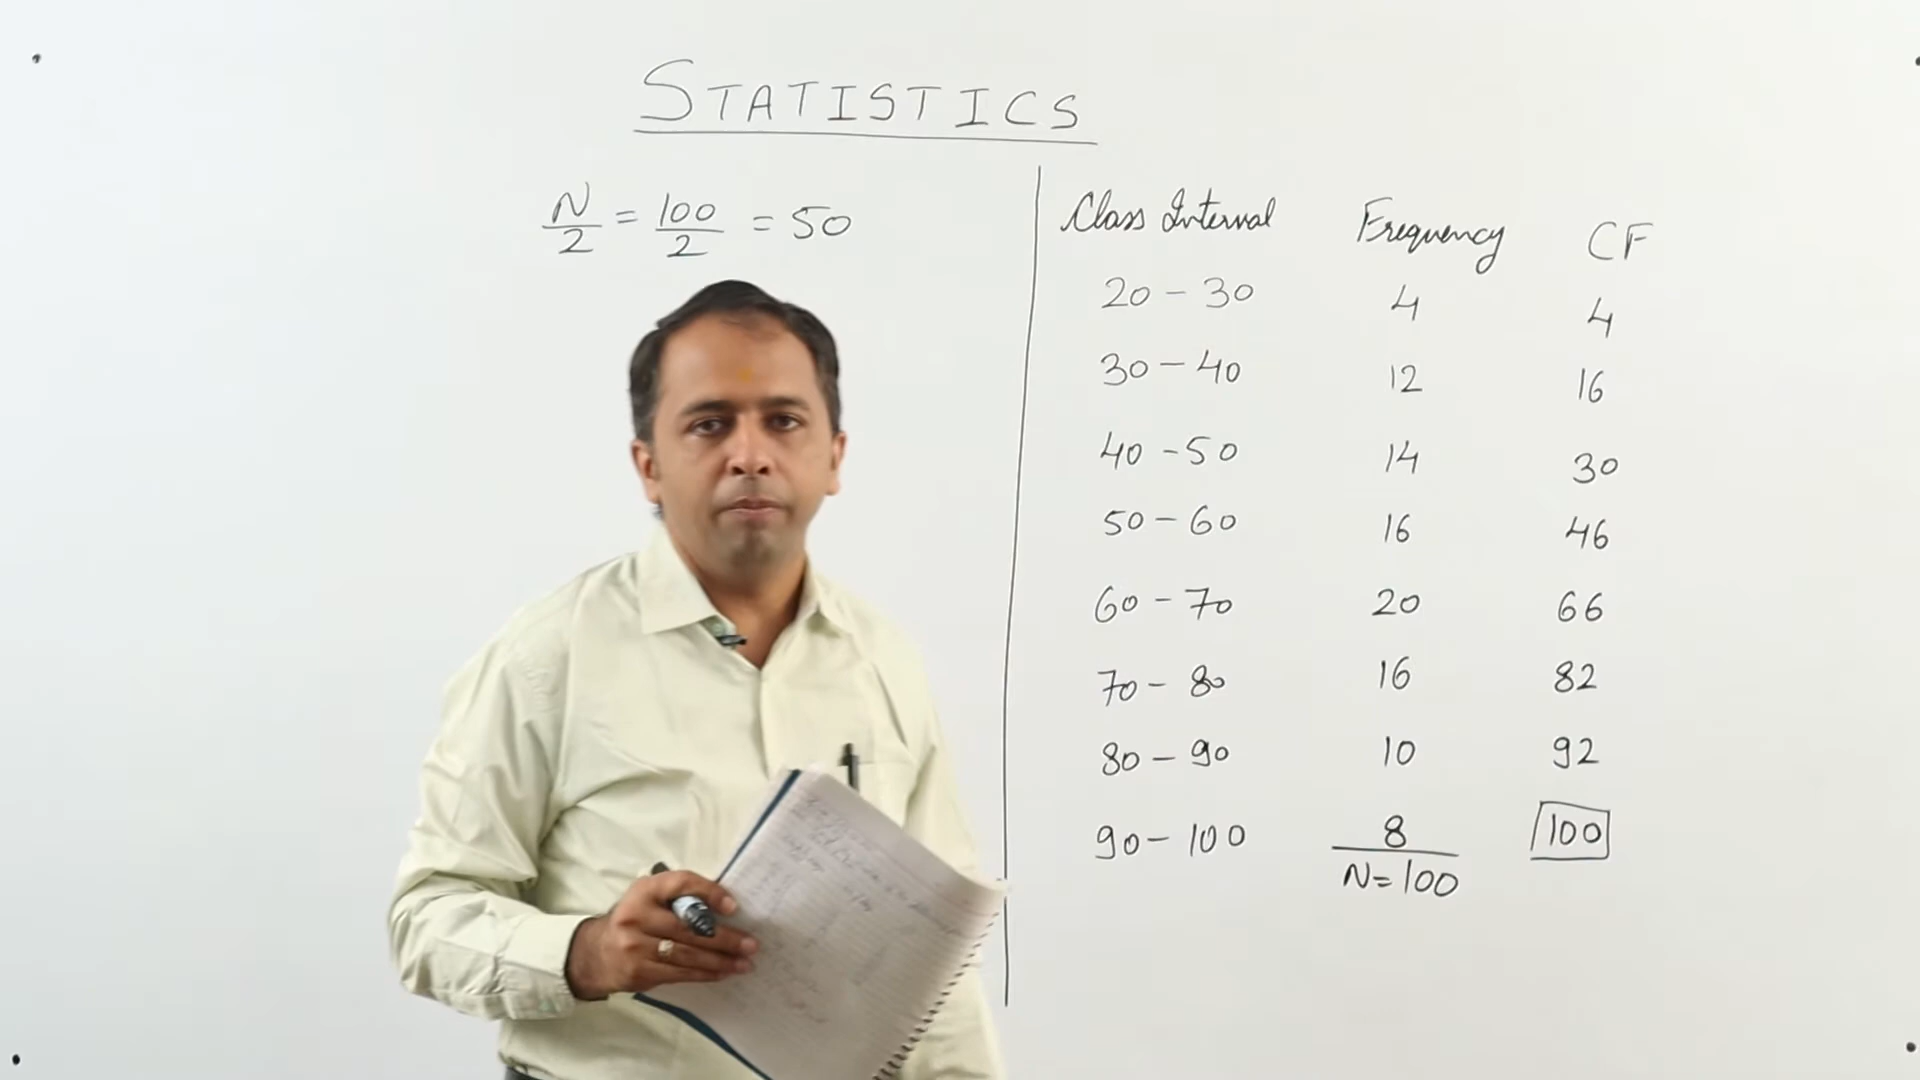 STATISTICS
N/2 = 100/2 = 50
Class Interval Frequency CF
20 - 30 4 4
30 - 40 12 16
40 - 50 14 30
50 - 60 16 46
60 - 70 20 66
70 - 80 16 82
80 - 90 10 92
90 - 100 8 100
N = 100